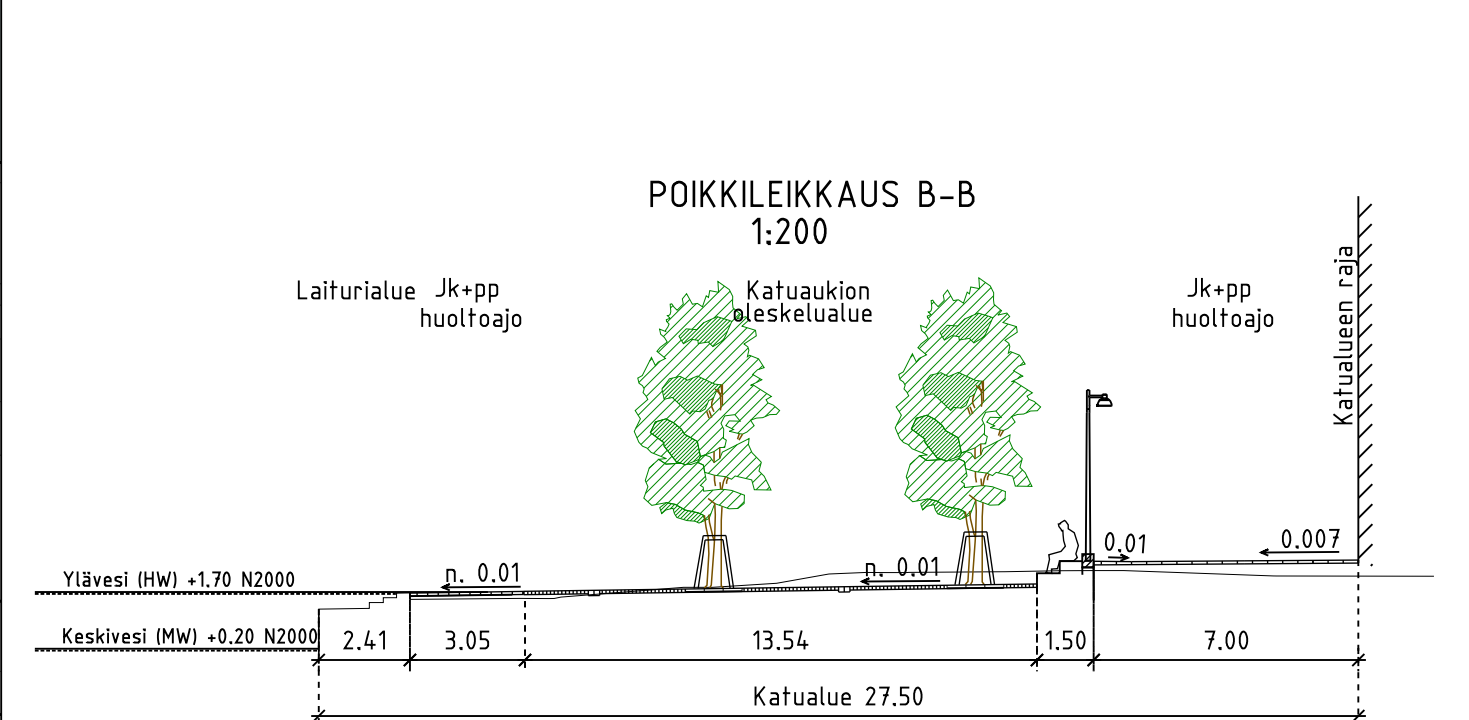 POIKKILEIKKAUS B-B
1:200
Laiturialue
Jk+pp
huoltoajo
Katuaukion
oleskelualue
Jk+pp
huoltoajo
Katualueen raja
0.01
0.007
n. 0.01
n. 0.01
Ylävesi (HW) +1.70 N2000
Keskivesi (MW) +0.20 N2000
2.41
3.05
13.54
1.50
7.00
Katualue 27.50